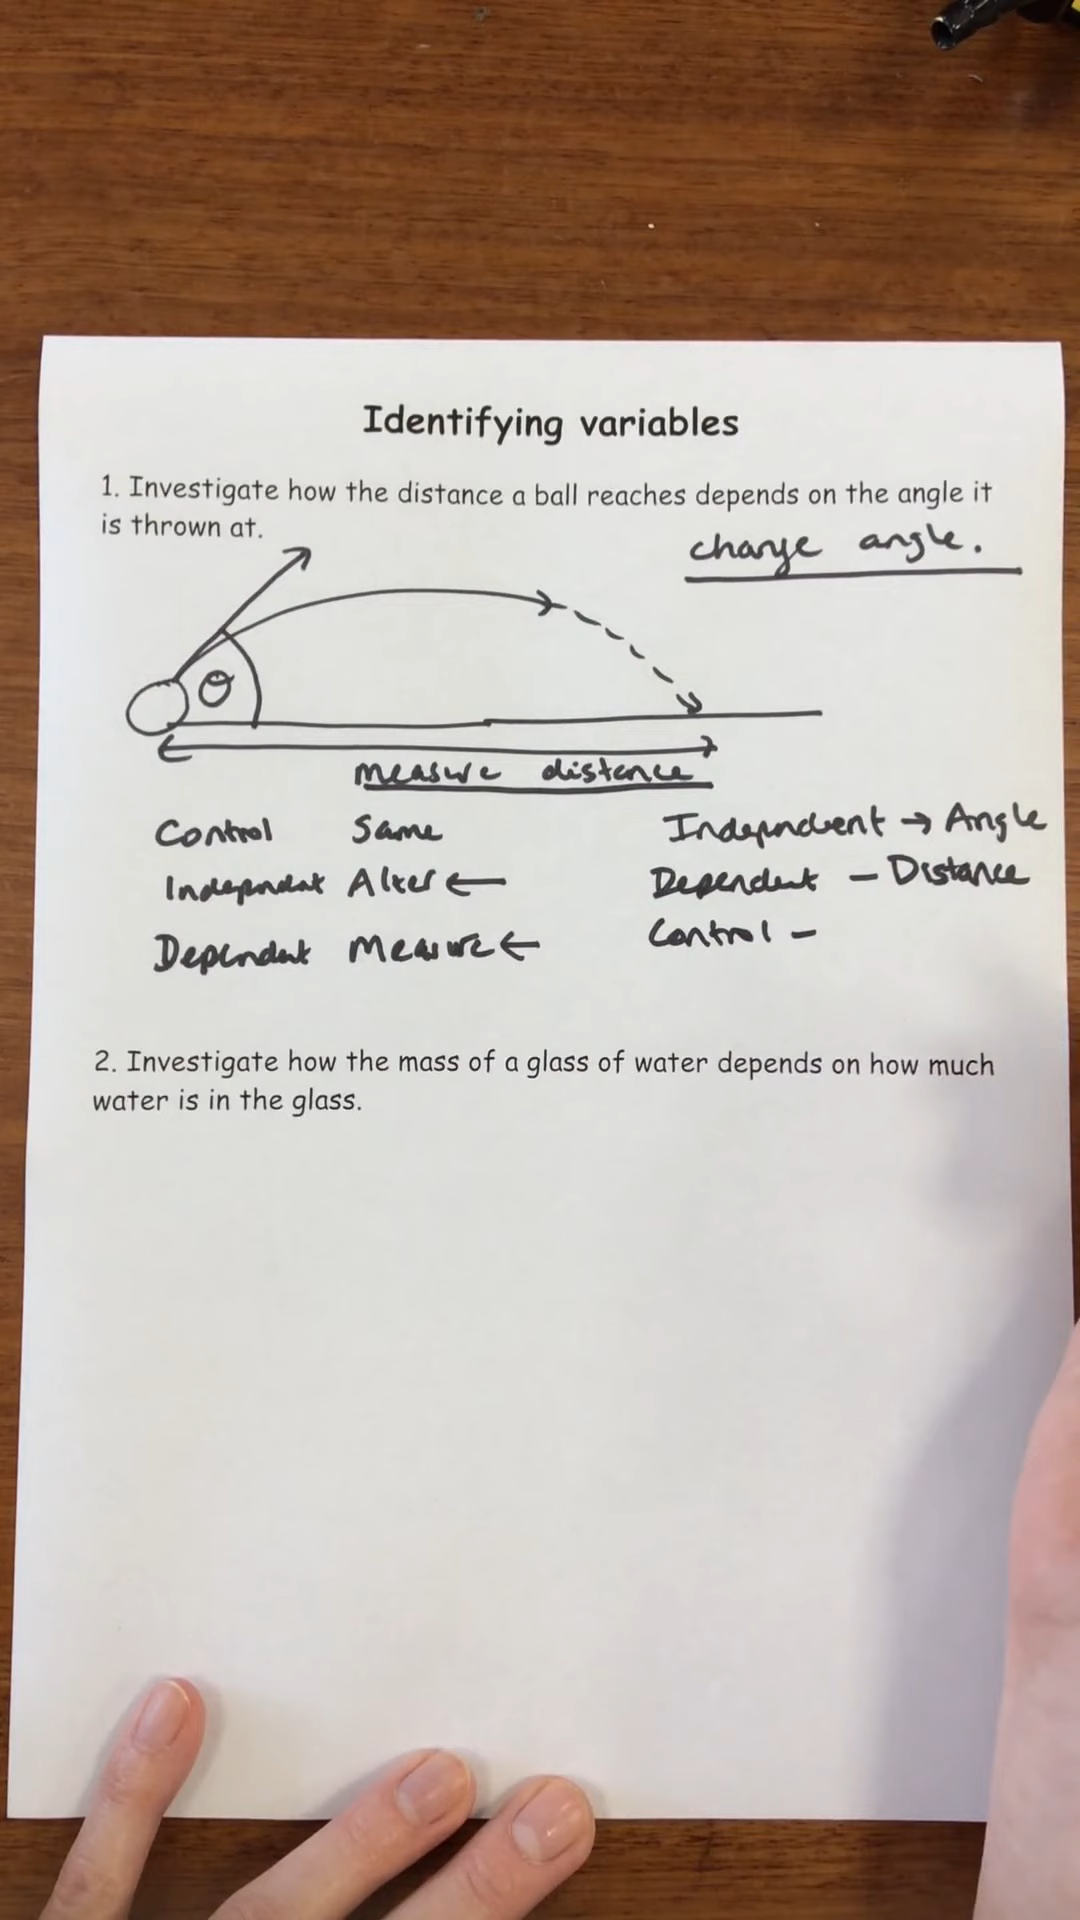 Identifying variables
1. Investigate how the distance a ball reaches depends on the angle it
is thrown at.
change angle.
θ
measure distance
Control Same
Independent Alter ←
Dependent Measure ←
Independent → Angle
Dependent - Distance
Control -
2. Investigate how the mass of a glass of water depends on how much
water is in the glass.